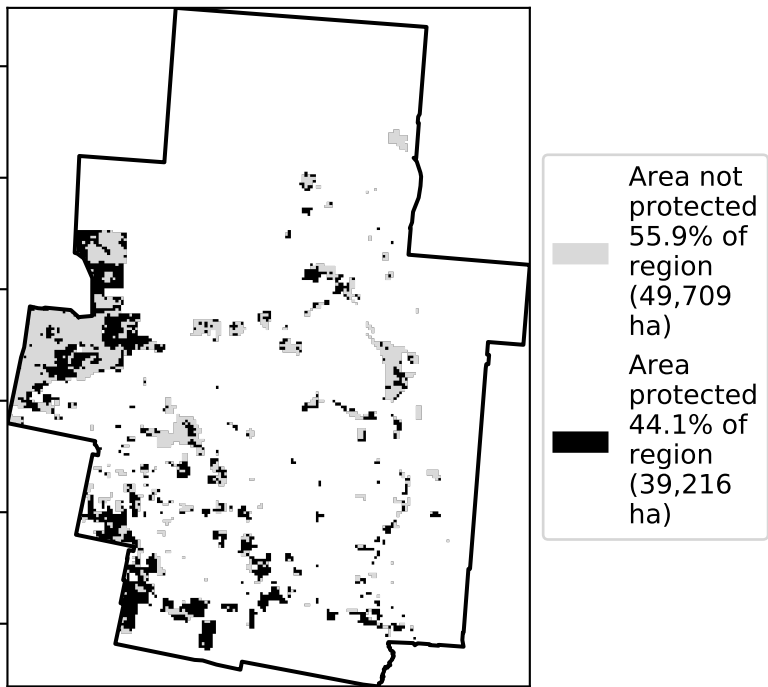 Area not
protected
55.9% of
region
(49,709
ha)
Area
protected
44.1% of
region
(39,216
ha)